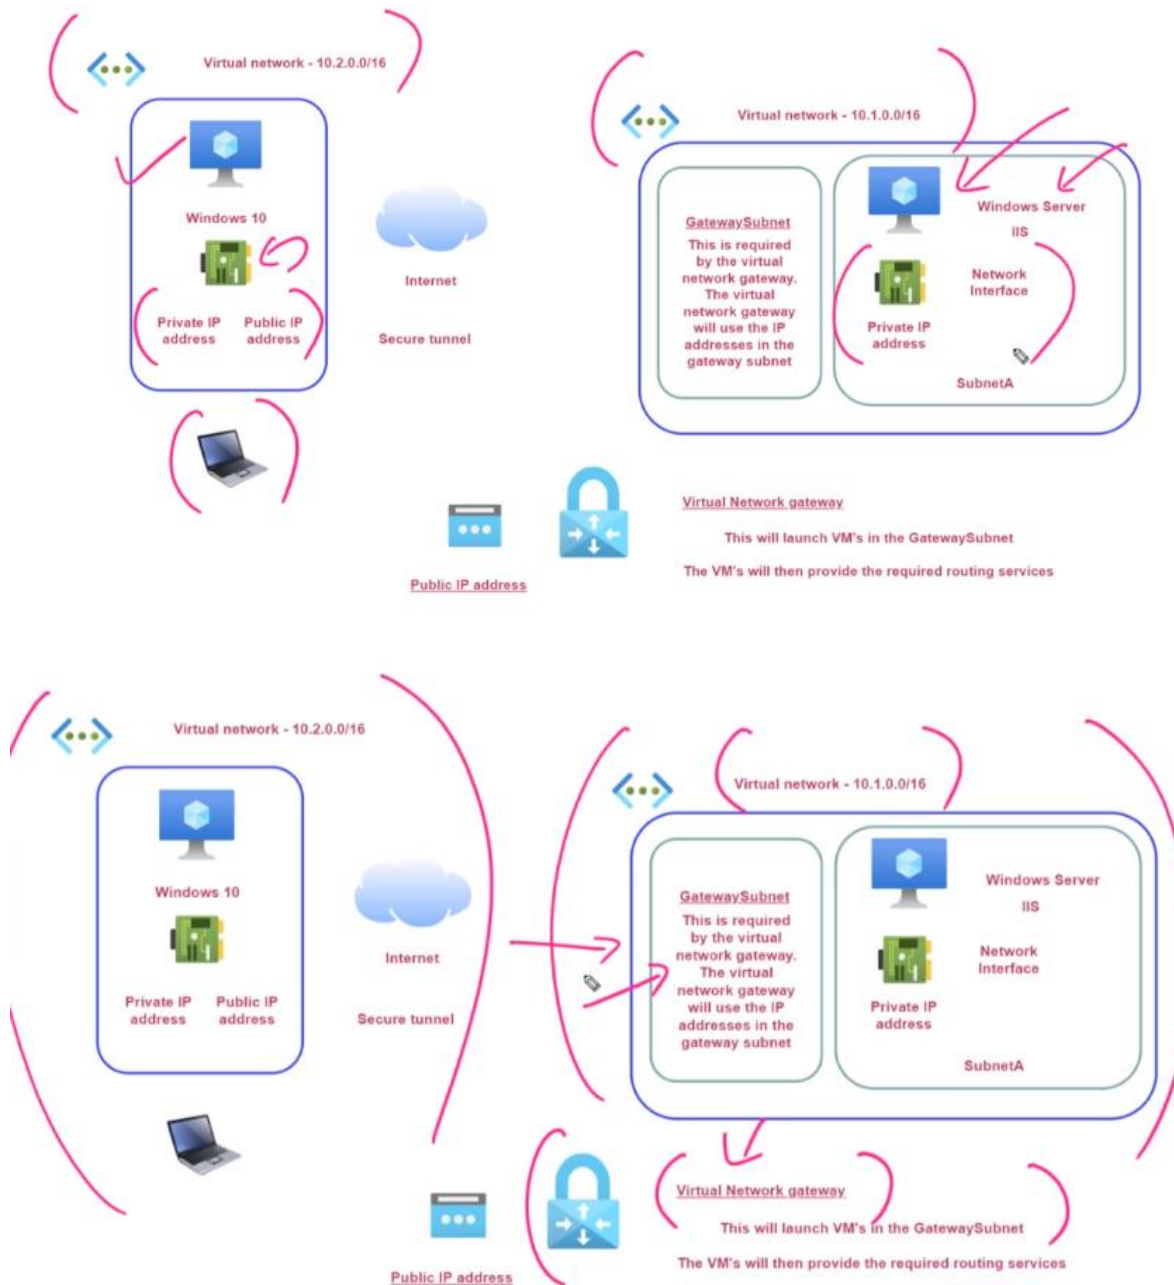 Virtual network - 10.2.0.0/16
Windows 10
Private IP
address
Public IP
address
Internet
Secure tunnel
Virtual network - 10.1.0.0/16
GatewaySubnet
This is required
by the virtual
network gateway.
The virtual
network gateway
will use the IP
addresses in the
gateway subnet
Windows Server
IIS
Network
Interface
Private IP
address
SubnetA
Public IP address
Virtual Network gateway
This will launch VM's in the GatewaySubnet
The VM's will then provide the required routing services
Virtual network - 10.2.0.0/16
Windows 10
Private IP
address
Public IP
address
Internet
Secure tunnel
Virtual network - 10.1.0.0/16
GatewaySubnet
This is required
by the virtual
network gateway.
The virtual
network gateway
will use the IP
addresses in the
gateway subnet
Windows Server
IIS
Network
Interface
Private IP
address
SubnetA
Public IP address
Virtual Network gateway
This will launch VM's in the GatewaySubnet
The VM's will then provide the required routing services